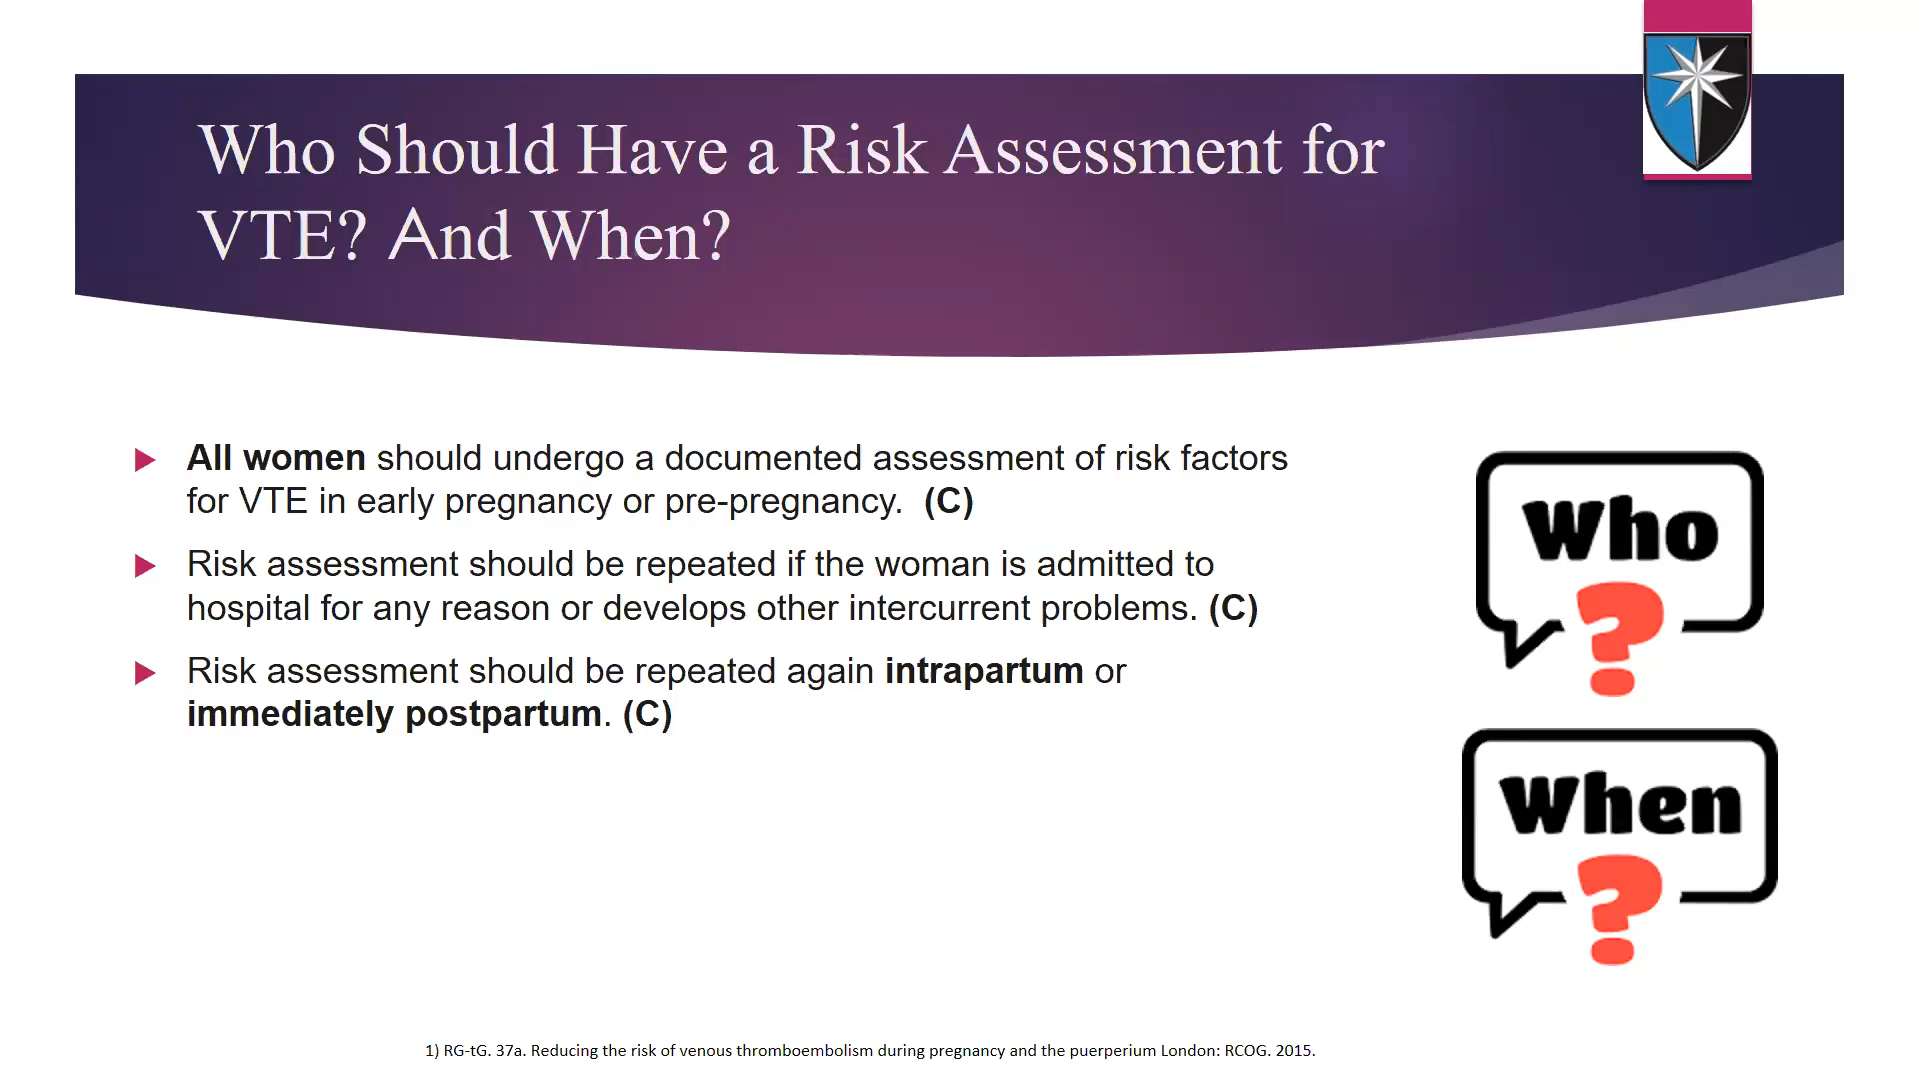 Who Should Have a Risk Assessment for
VTE? And When?
All women should undergo a documented assessment of risk factors
for VTE in early pregnancy or pre-pregnancy. (C)
Risk assessment should be repeated if the woman is admitted to
hospital for any reason or develops other intercurrent problems. (C)
Risk assessment should be repeated again intrapartum or
immediately postpartum. (C)
Who
?
When
?
1) RG-tG. 37a. Reducing the risk of venous thromboembolism during pregnancy and the puerperium London: RCOG. 2015.